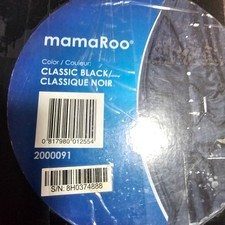 mamaRoo®
Color / Couleur:
CLASSIC BLACK/....
CLASSIQUE NOIR
0 817980 012554
2000091
S/N: 8H0374888